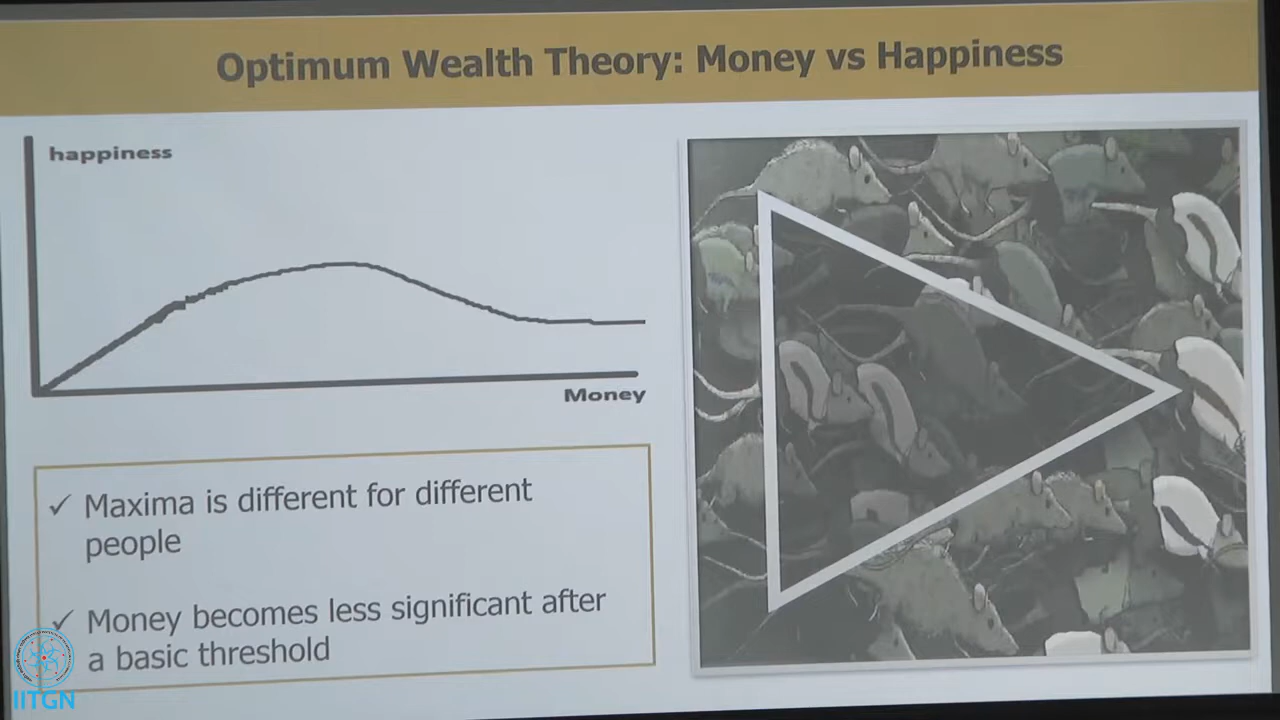 Optimum Wealth Theory: Money vs Happiness
happiness
Money
✓ Maxima is different for different
people
✓ Money becomes less significant after
a basic threshold
IITGN